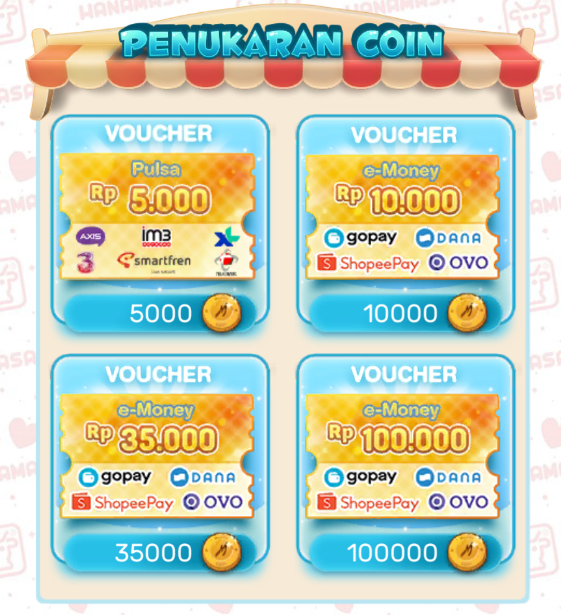 PENUKARAN COIN
VOUCHER
Pulsa
Rp 5.000
AXIS im3 XL
3 smartfren
5000
VOUCHER
e-Money
Rp 10.000
gopay DANA
ShopeePay OVO
10000
VOUCHER
e-Money
Rp 35.000
gopay DANA
ShopeePay OVO
35000
VOUCHER
e-Money
Rp 100.000
gopay DANA
ShopeePay OVO
100000
HANAMASA